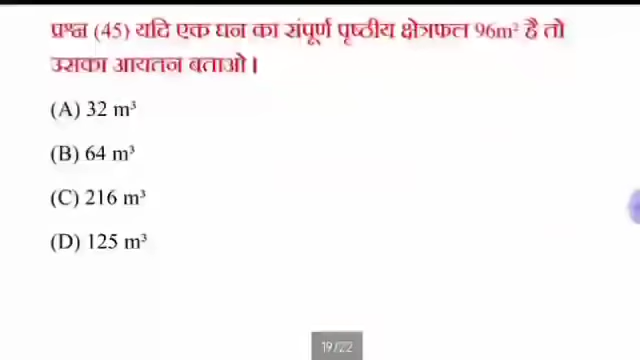 प्रश्न (45) यदि एक घन का संपूर्ण पृष्ठीय क्षेत्रफल 96m² है तो
उसका आयतन बताओ।
(A) 32 m³
(B) 64 m³
(C) 216 m³
(D) 125 m³
19/22